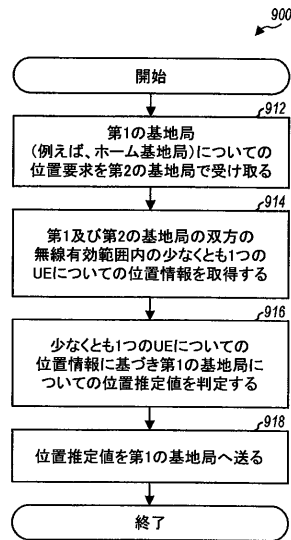 900
開始
912
第1の基地局
(例えば、ホーム基地局)についての
位置要求を第2の基地局で受け取る
914
第1及び第2の基地局の双方の
無線有効範囲内の少なくとも1つの
UEについての位置情報を取得する
916
少なくとも1つのUEについての
位置情報に基づき第1の基地局に
ついての位置推定値を判定する
918
位置推定値を第1の基地局へ送る
終了